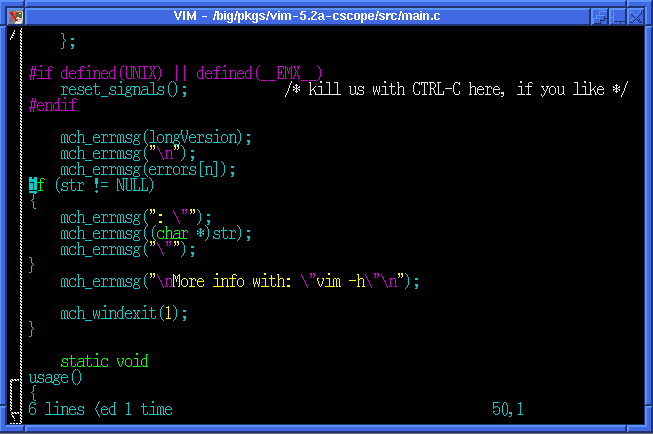 VIM - /big/pkgs/vim-5.2a-cscope/src/main.c
};
#if defined(UNIX) || defined(__EMX__)
reset_signals(); /* kill us with CTRL-C here, if you like */
#endif
mch_errmsg(longVersion);
mch_errmsg("\n");
mch_errmsg(errors[n]);
if (str != NULL)
{
mch_errmsg(": \"");
mch_errmsg((char *)str);
mch_errmsg("\"");
}
mch_errmsg("\nMore info with: \"vim -h\"\n");
mch_windexit(1);
}
static void
usage()
{
6 lines <ed 1 time 50,1